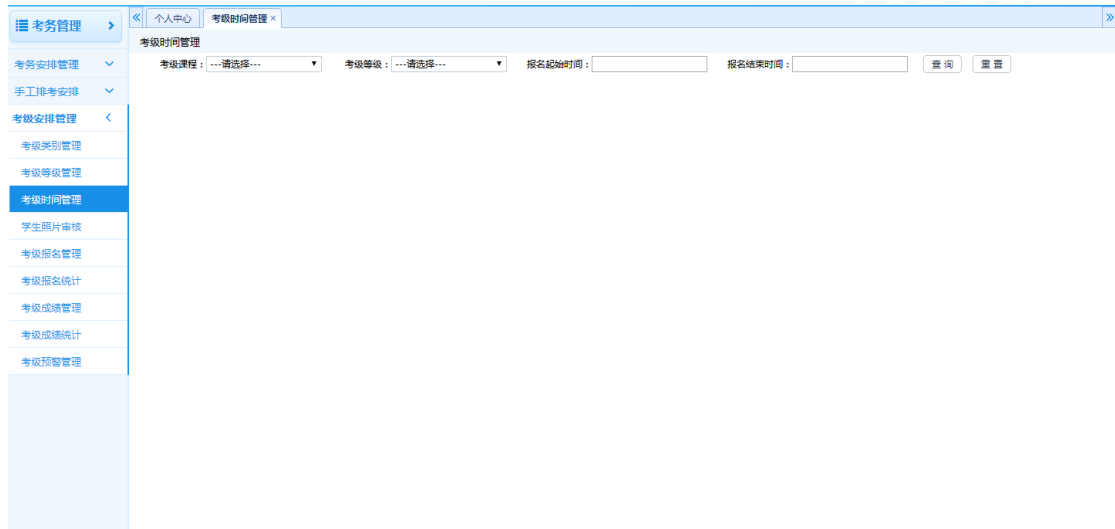 考务管理
个人中心 考级时间管理 ×
考级时间管理
考级课程： ---请选择--- 考级等级： ---请选择--- 报名起始时间： 报名结束时间： 查 询 重 置
考务安排管理
手工排考安排
考级安排管理
考级类别管理
考级等级管理
考级时间管理
学生照片审核
考级报名管理
考级报名统计
考级成绩管理
考级成绩统计
考级预警管理